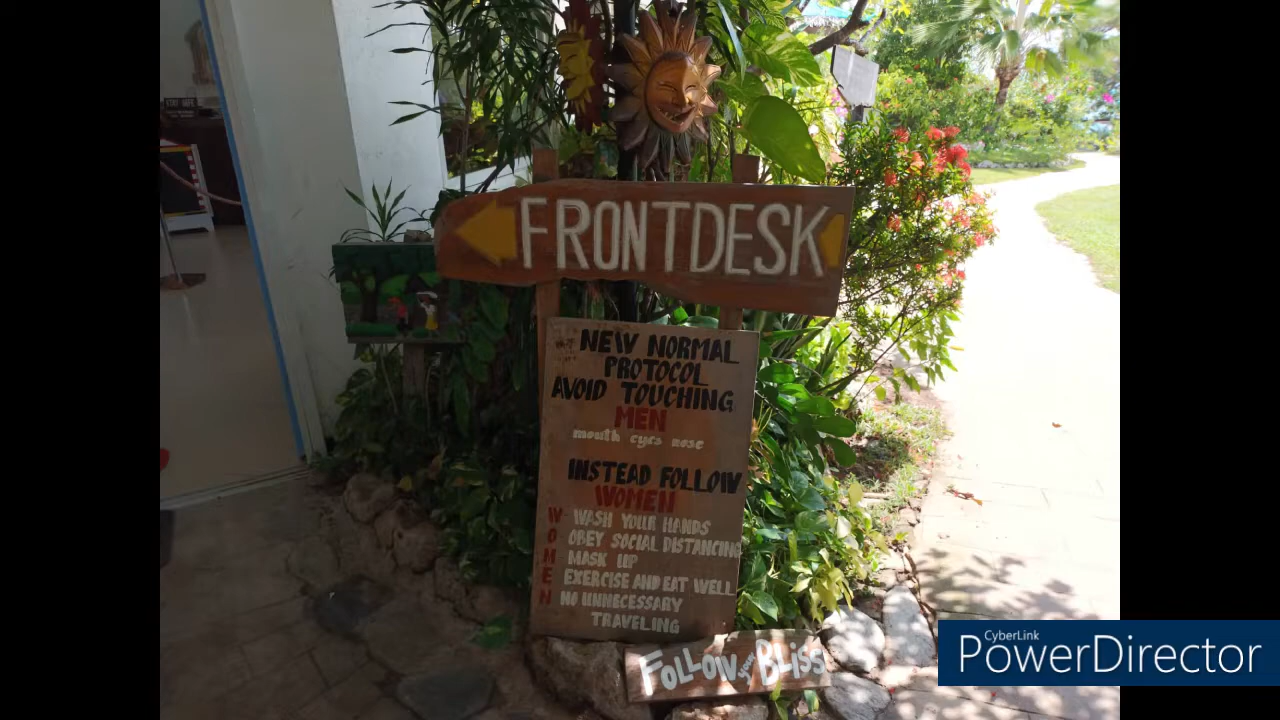 FRONTDESK
NEW NORMAL
PROTOCOL
AVOID TOUCHING
MEN
mouth eyes nose
INSTEAD FOLLOW
WOMEN
W WASH YOUR HANDS
O OBEY SOCIAL DISTANCING
M MASK UP
E EXERCISE AND EAT WELL
N NO UNNECESSARY
TRAVELING
FOLLOW your BLiSS
CyberLink
PowerDirector